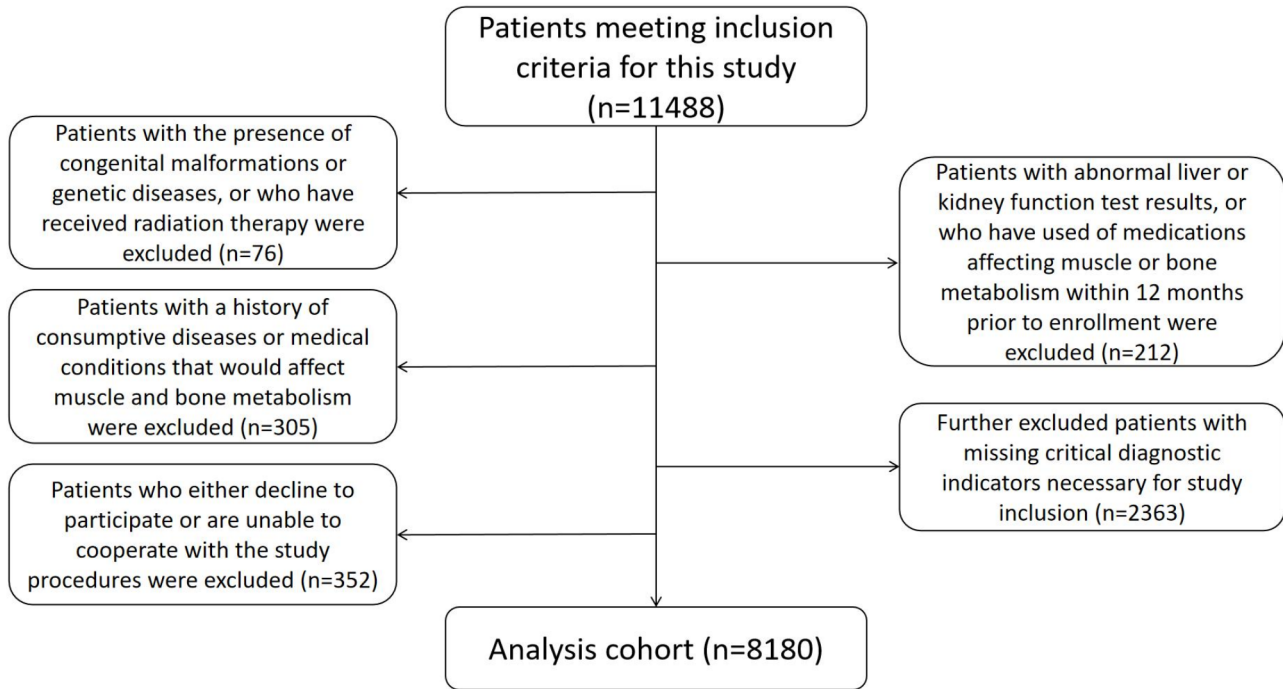 Patients meeting inclusion
criteria for this study
(n=11488)
Patients with the presence of
congenital malformations or
genetic diseases, or who have
received radiation therapy were
excluded (n=76)
Patients with abnormal liver or
kidney function test results, or
who have used of medications
affecting muscle or bone
metabolism within 12 months
prior to enrollment were
excluded (n=212)
Patients with a history of
consumptive diseases or medical
conditions that would affect
muscle and bone metabolism
were excluded (n=305)
Further excluded patients with
missing critical diagnostic
indicators necessary for study
inclusion (n=2363)
Patients who either decline to
participate or are unable to
cooperate with the study
procedures were excluded (n=352)
Analysis cohort (n=8180)